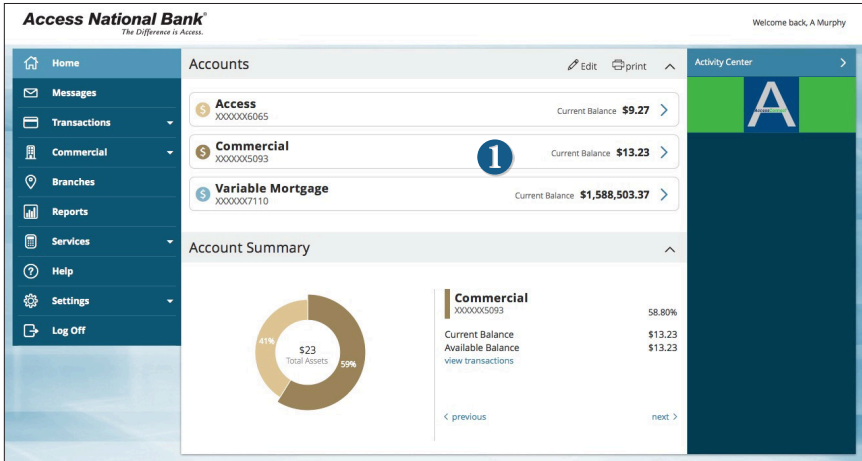 Access National Bank®
The Difference is Access.
Welcome back, A Murphy
Home
Messages
Transactions
Commercial
Branches
Reports
Services
Help
Settings
Log Off
Accounts
Edit print
Access
XXXXXX6065
Current Balance $9.27
Commercial
XXXXXX5093
Current Balance $13.23
1
Variable Mortgage
XXXXXX7110
Current Balance $1,588,503.37
Account Summary
41%
$23
Total Assets
59%
Commercial
XXXXXX5093
58.80%
Current Balance $13.23
Available Balance $13.23
view transactions
< previous next >
Activity Center >
A